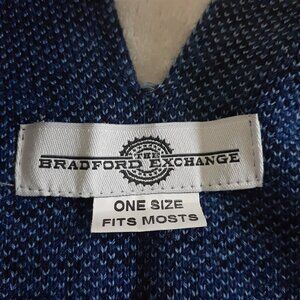 THE
BRADFORD EXCHANGE
ONE SIZE
FITS MOSTS